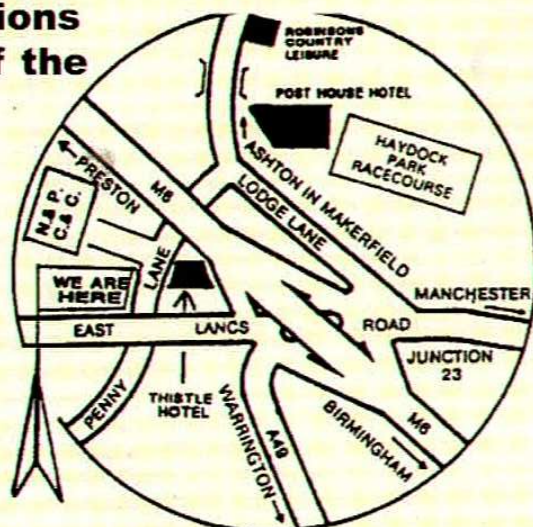 ions
f the
ROBINSONS
COUNTRY
LEISURE
POST HOUSE HOTEL
HAYDOCK
PARK
RACECOURSE
ASHTON IN MAKERFIELD
LODGE LANE
PRESTON
M6
N. & P.
C. & C.
LANE
WE ARE
HERE
MANCHESTER
EAST
LANCS
ROAD
JUNCTION
23
PENNY
THISTLE
HOTEL
WARRINGTON
A49
BIRMINGHAM
M6